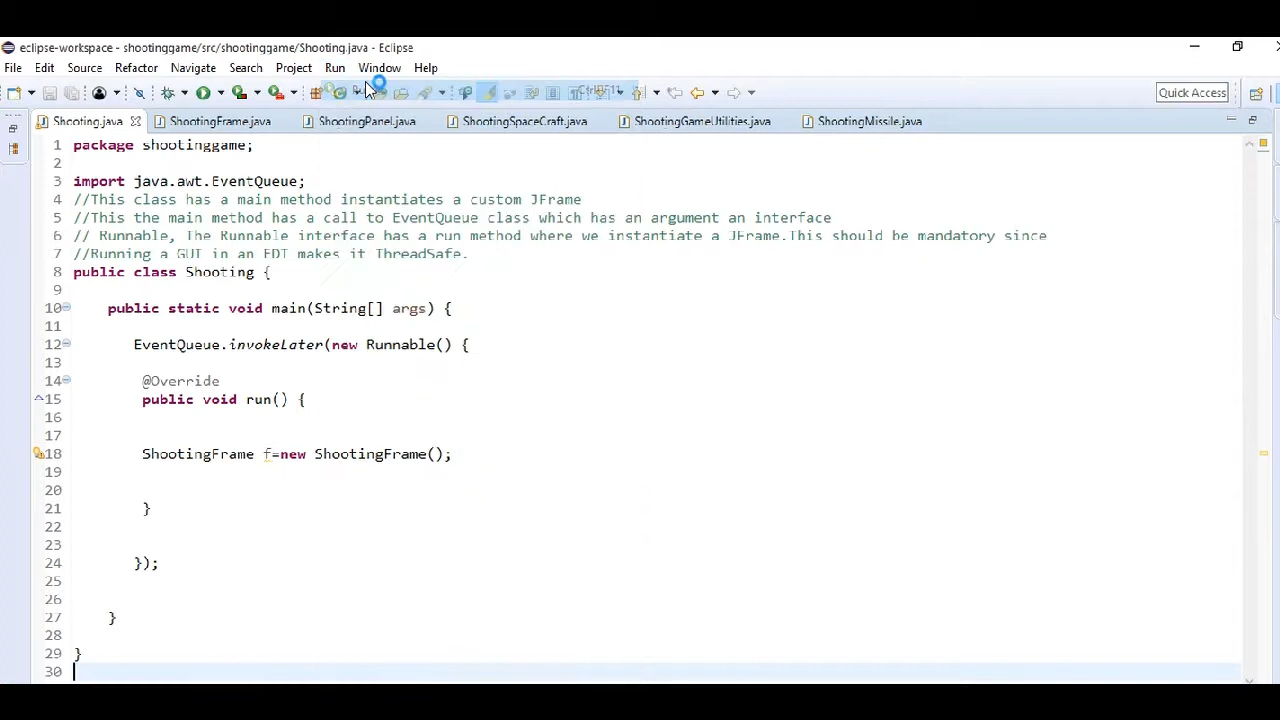 eclipse-workspace - shootinggame/src/shootinggame/Shooting.java - Eclipse
File Edit Source Refactor Navigate Search Project Run Window Help
Quick Access
Shooting.java ShootingFrame.java ShootingPanel.java ShootingSpaceCraft.java ShootingGameUtilities.java ShootingMissile.java
1 package shootinggame;
2
3 import java.awt.EventQueue;
4 //This class has a main method instantiates a custom JFrame
5 //This the main method has a call to EventQueue class which has an argument an interface
6 // Runnable, The Runnable interface has a run method where we instantiate a JFrame.This should be mandatory since
7 //Running a GUI in an EDT makes it ThreadSafe.
8 public class Shooting {
9
10 public static void main(String[] args) {
11
12 EventQueue.invokeLater(new Runnable() {
13
14 @Override
15 public void run() {
16
17
18 ShootingFrame f=new ShootingFrame();
19
20
21 }
22
23
24 });
25
26
27 }
28
29 }
30